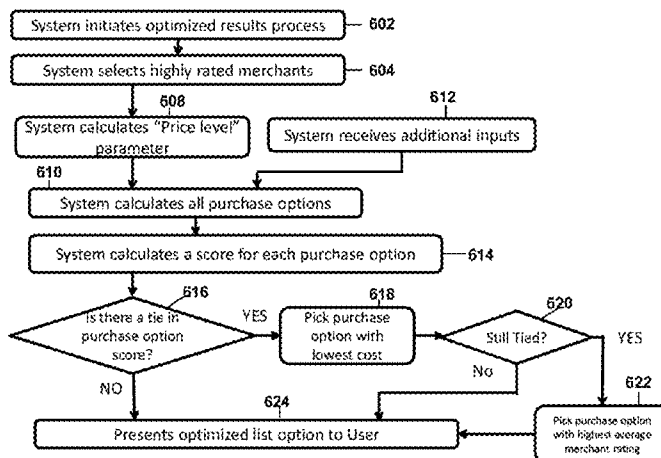 System initiates optimized results process
602
System selects highly rated merchants
604
608
612
System calculates "Price level"
parameter
System receives additional inputs
610
System calculates all purchase options
System calculates a score for each purchase option
614
616
Is there a tie in
purchase option
score?
YES
618
Pick purchase
option with
lowest cost
620
Still Tied?
YES
NO
No
622
624
Pick purchase option
with highest average
merchant rating
Presents optimized list option to User